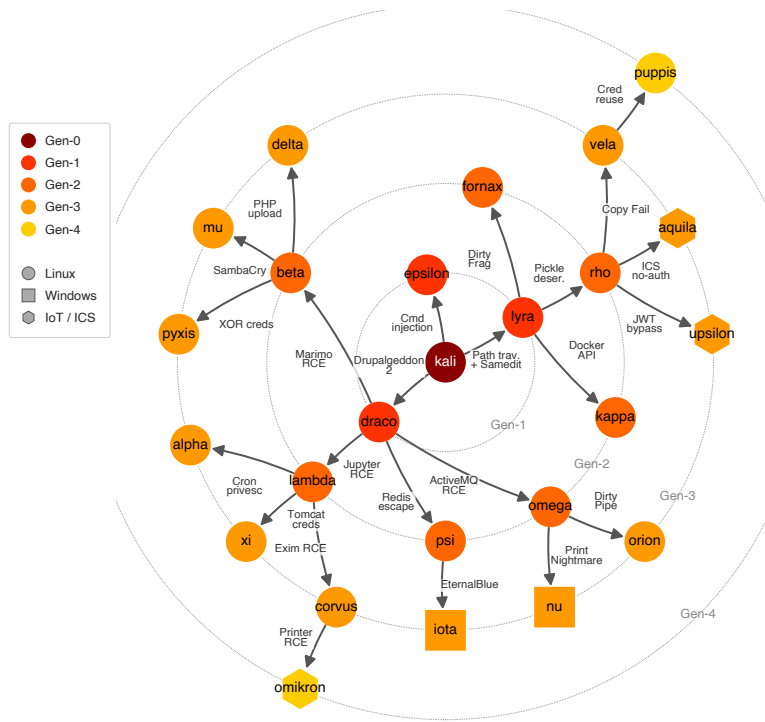 puppis
Cred
reuse
Gen-0
Gen-1
Gen-2
Gen-3
Gen-4
Linux
Windows
IoT / ICS
delta
vela
fornax
PHP
upload
Copy Fail
mu
aquila
SambaCry
beta
epsilon
Dirty
Frag
Pickle
deser.
rho
ICS
no-auth
XOR creds
Cmd
injection
lyra
JWT
bypass
pyxis
upsilon
Marimo
RCE
Drupalgeddon
2
kali
Path trav.
+ Samedit
Docker
API
draco
Gen-1
kappa
alpha
Gen-2
Jupyter
RCE
Cron
privesc
lambda
Redis
escape
ActiveMQ
RCE
Dirty
Pipe
Gen-3
Tomcat
creds
omega
xi
Exim RCE
psi
Print
Nightmare
orion
EternalBlue
corvus
nu
Gen-4
Printer
RCE
iota
omikron